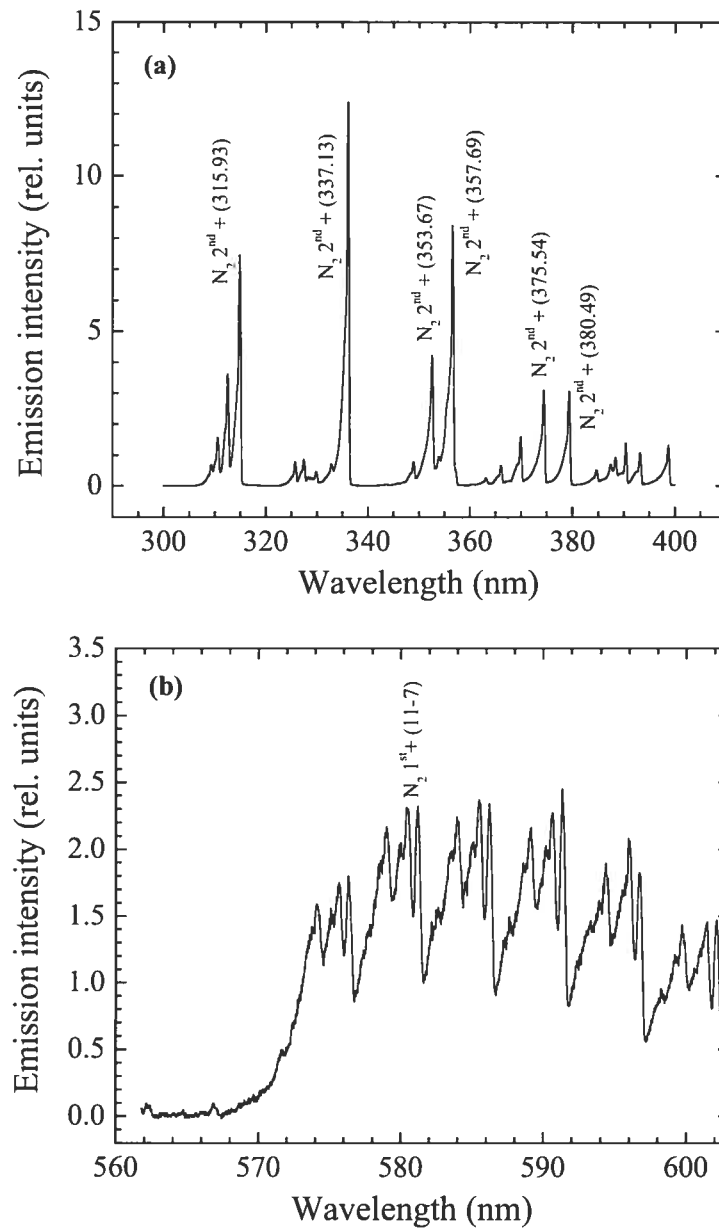 (a)
Emission intensity (rel. units)
15
10
5
0
N₂ 2ⁿᵈ + (315.93)
N₂ 2ⁿᵈ + (337.13)
N₂ 2ⁿᵈ + (353.67)
N₂ 2ⁿᵈ + (357.69)
N₂ 2ⁿᵈ + (375.54)
N₂ 2ⁿᵈ + (380.49)
300 320 340 360 380 400
Wavelength (nm)
(b)
Emission intensity (rel. units)
3.5
3.0
2.5
2.0
1.5
1.0
0.5
0.0
N₂ 1ˢᵗ+ (11-7)
560 570 580 590 600
Wavelength (nm)